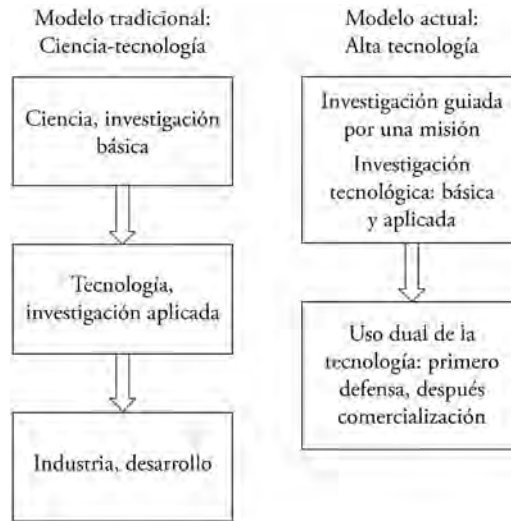 Modelo tradicional:
Ciencia-tecnología
Ciencia, investigación
básica
Tecnología,
investigación aplicada
Industria, desarrollo
Modelo actual:
Alta tecnología
Investigación guiada
por una misión
Investigación
tecnológica: básica
y aplicada
Uso dual de la
tecnología: primero
defensa, después
comercialización